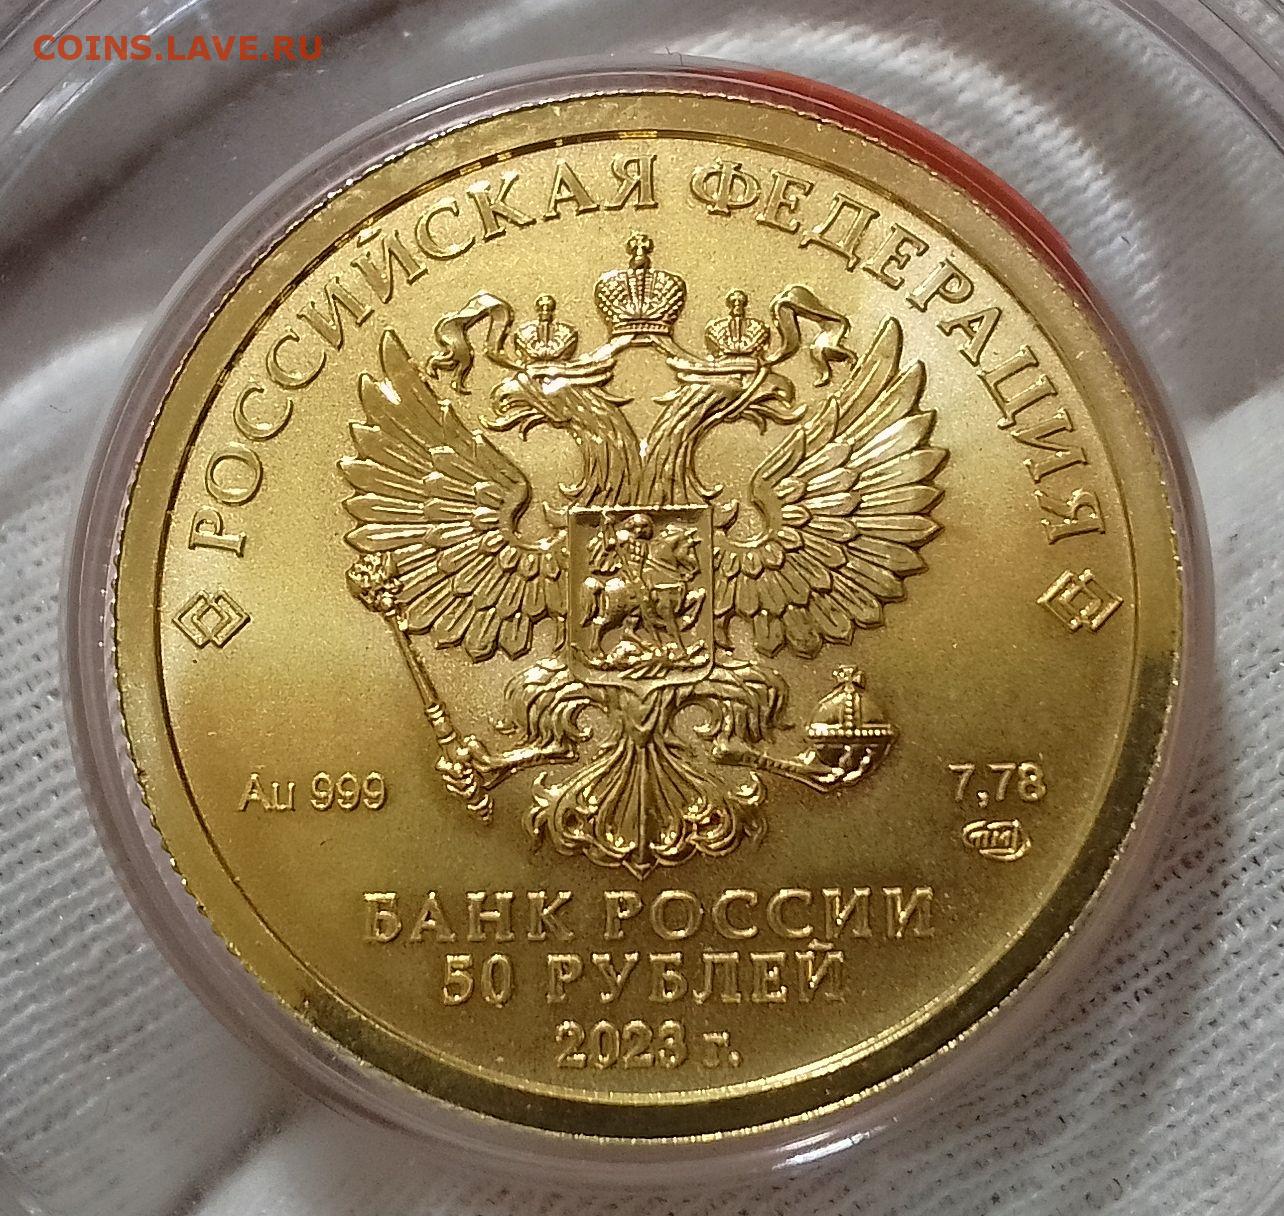 COINS.LAVE.RU
РОССИЙСКАЯ ФЕДЕРАЦИЯ
Au 999
7,78
БАНК РОССИИ
50 РУБЛЕЙ
2023 г.